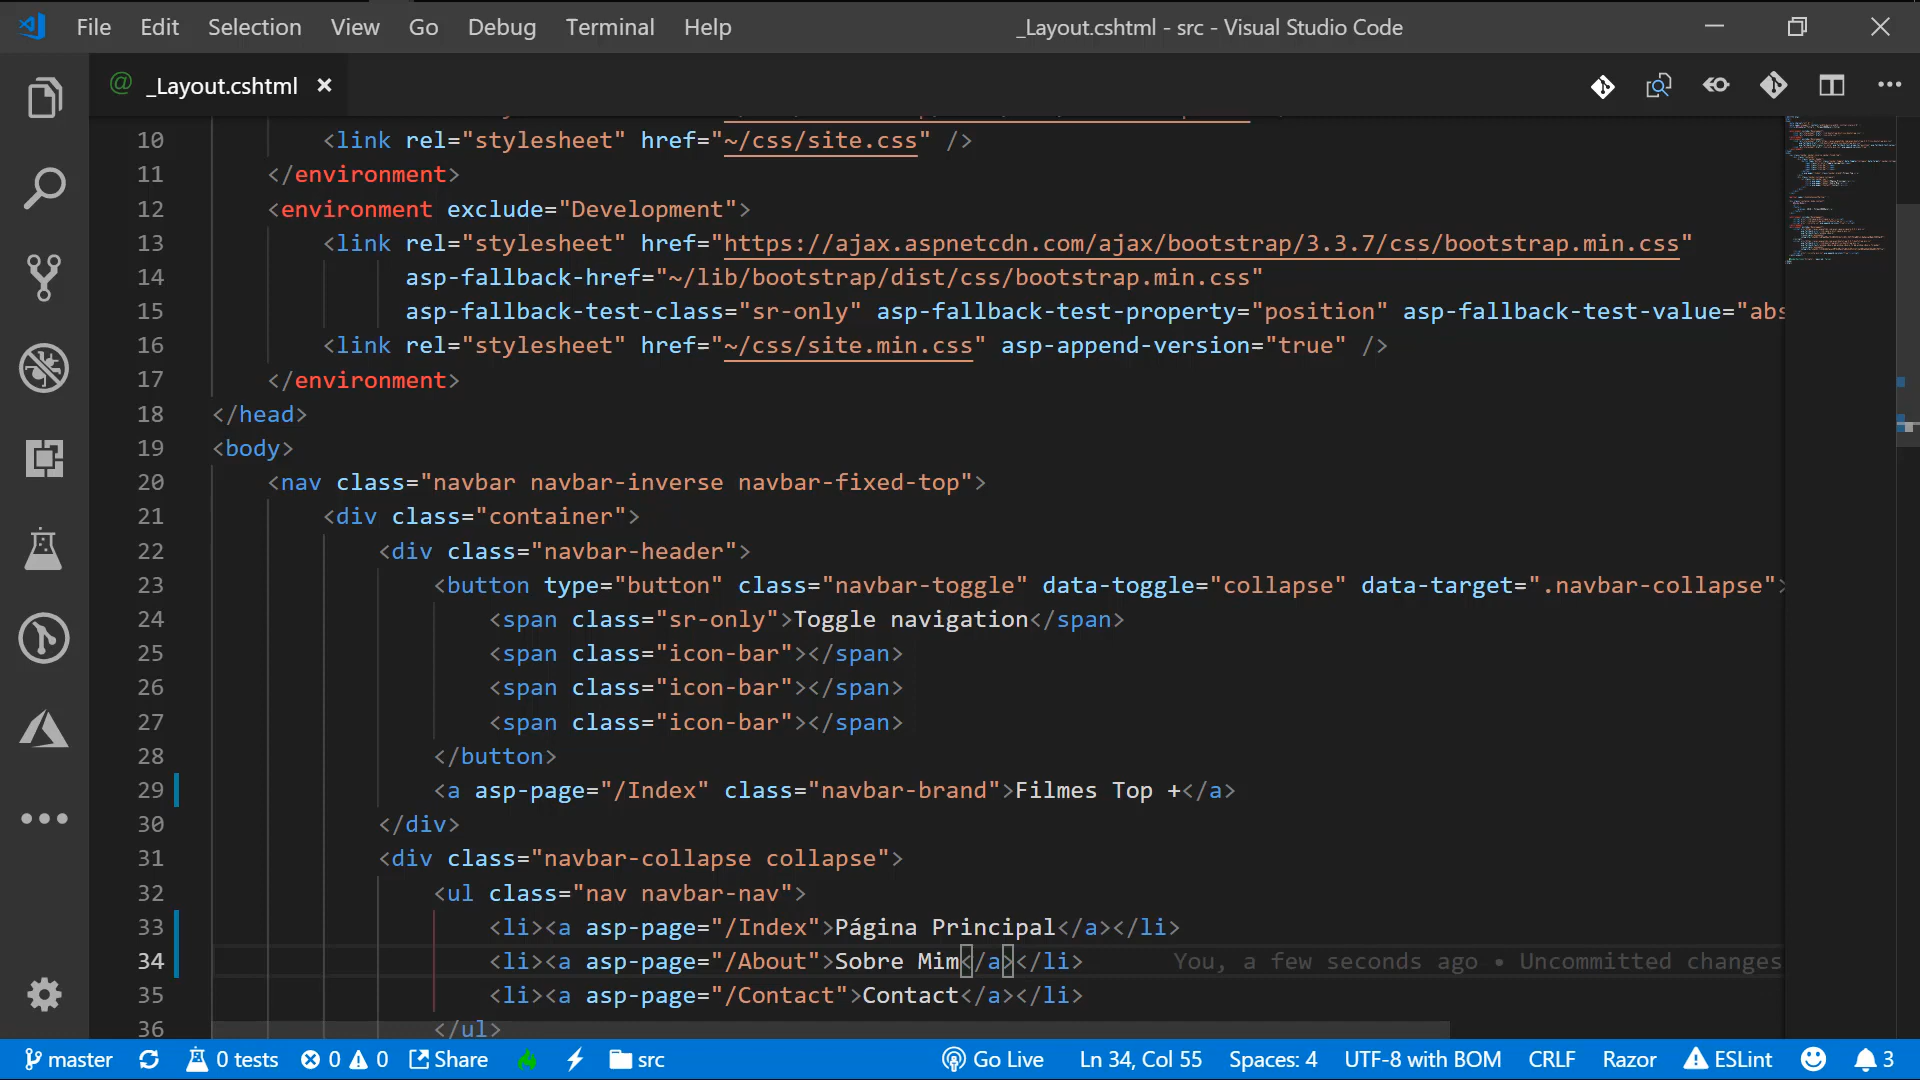 File Edit Selection View Go Debug Terminal Help _Layout.cshtml - src - Visual Studio Code
@ _Layout.cshtml
10 <link rel="stylesheet" href="~/css/site.css" />
11 </environment>
12 <environment exclude="Development">
13 <link rel="stylesheet" href="https://ajax.aspnetcdn.com/ajax/bootstrap/3.3.7/css/bootstrap.min.css"
14 asp-fallback-href="~/lib/bootstrap/dist/css/bootstrap.min.css"
15 asp-fallback-test-class="sr-only" asp-fallback-test-property="position" asp-fallback-test-value="abs
16 <link rel="stylesheet" href="~/css/site.min.css" asp-append-version="true" />
17 </environment>
18 </head>
19 <body>
20 <nav class="navbar navbar-inverse navbar-fixed-top">
21 <div class="container">
22 <div class="navbar-header">
23 <button type="button" class="navbar-toggle" data-toggle="collapse" data-target=".navbar-collapse">
24 <span class="sr-only">Toggle navigation</span>
25 <span class="icon-bar"></span>
26 <span class="icon-bar"></span>
27 <span class="icon-bar"></span>
28 </button>
29 <a asp-page="/Index" class="navbar-brand">Filmes Top +</a>
30 </div>
31 <div class="navbar-collapse collapse">
32 <ul class="nav navbar-nav">
33 <li><a asp-page="/Index">Página Principal</a></li>
34 <li><a asp-page="/About">Sobre Mim</a></li> You, a few seconds ago • Uncommitted changes
35 <li><a asp-page="/Contact">Contact</a></li>
36 </ul>
master 0 tests 0 0 Share src Go Live Ln 34, Col 55 Spaces: 4 UTF-8 with BOM CRLF Razor ESLint 3